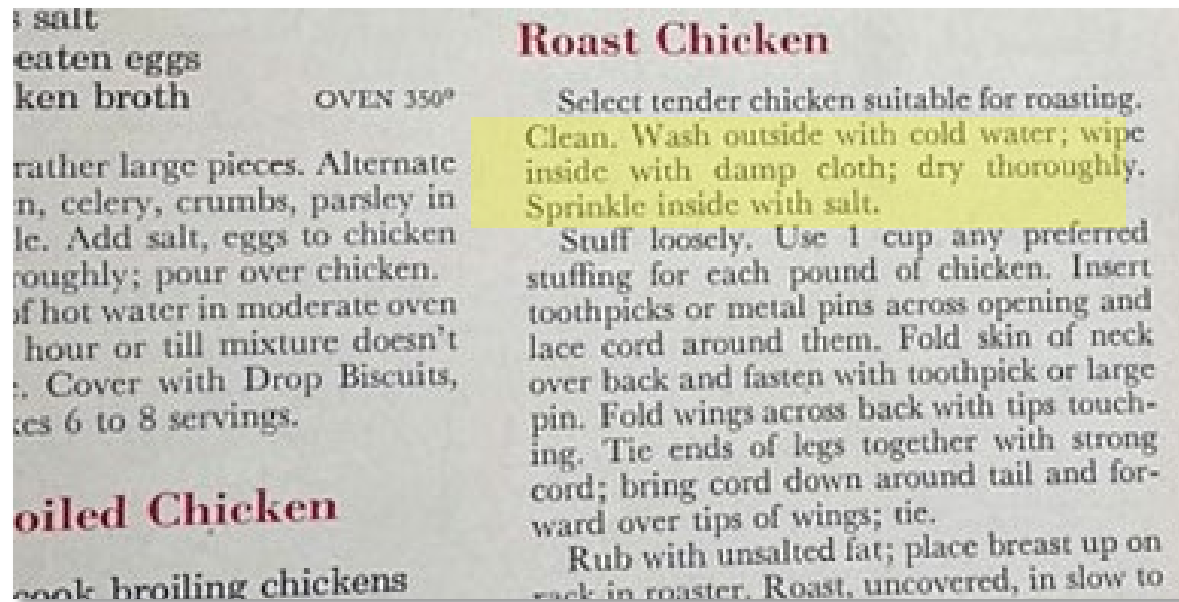 s salt
eaten eggs
ken broth OVEN 350°
rather large pieces. Alternate
n, celery, crumbs, parsley in
le. Add salt, eggs to chicken
roughly; pour over chicken.
of hot water in moderate oven
hour or till mixture doesn't
. Cover with Drop Biscuits,
kes 6 to 8 servings.
oiled Chicken
cook broiling chickens
Roast Chicken
Select tender chicken suitable for roasting.
Clean. Wash outside with cold water; wipe
inside with damp cloth; dry thoroughly.
Sprinkle inside with salt.
Stuff loosely. Use 1 cup any preferred
stuffing for each pound of chicken. Insert
toothpicks or metal pins across opening and
lace cord around them. Fold skin of neck
over back and fasten with toothpick or large
pin. Fold wings across back with tips touch-
ing. Tie ends of legs together with strong
cord; bring cord down around tail and for-
ward over tips of wings; tie.
Rub with unsalted fat; place breast up on
rack in roaster. Roast, uncovered, in slow to